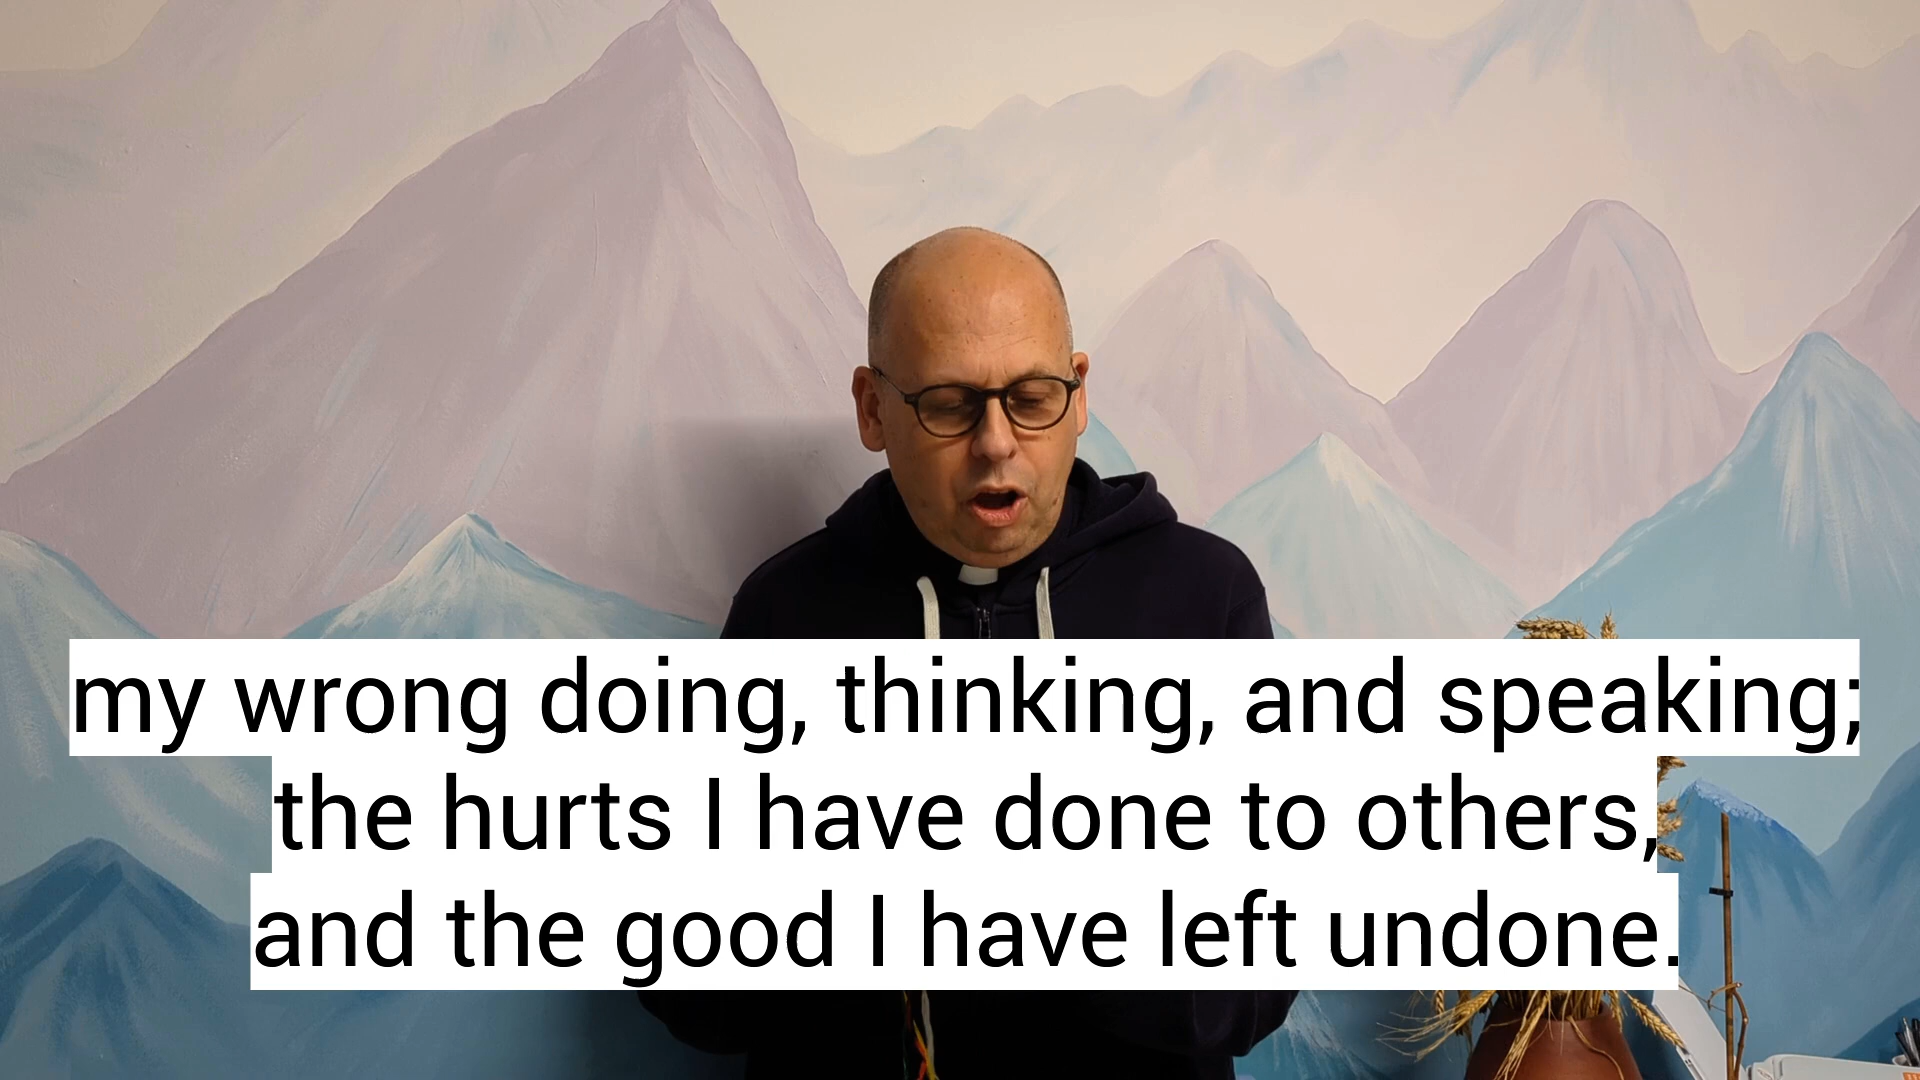 my wrong doing, thinking, and speaking;
the hurts I have done to others,
and the good I have left undone.